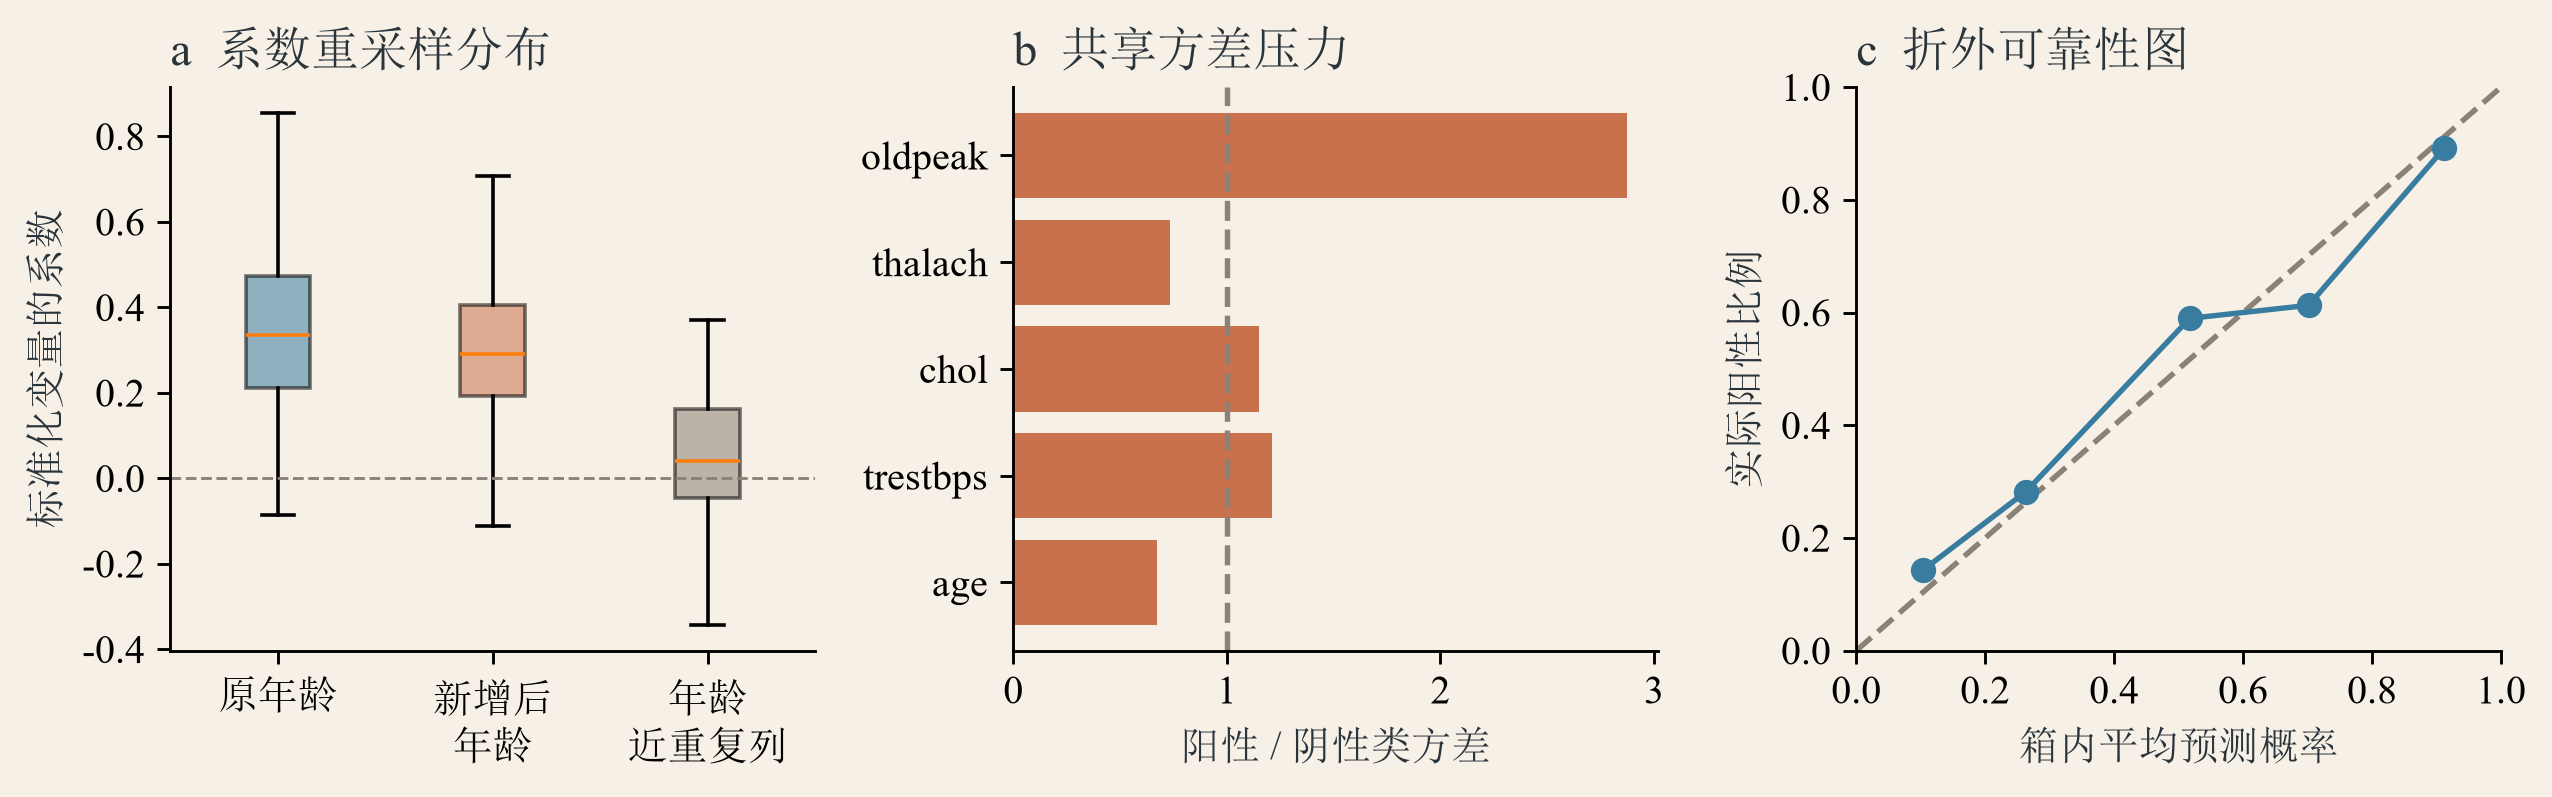 a 系数重采样分布
标准化变量的系数
0.8
0.6
0.4
0.2
0.0
-0.2
-0.4
原年龄
新增后
年龄
年龄
近重复列
b 共享方差压力
oldpeak
thalach
chol
trestbps
age
0 1 2 3
阳性 / 阴性类方差
c 折外可靠性图
实际阳性比例
1.0
0.8
0.6
0.4
0.2
0.0
0.0 0.2 0.4 0.6 0.8 1.0
箱内平均预测概率